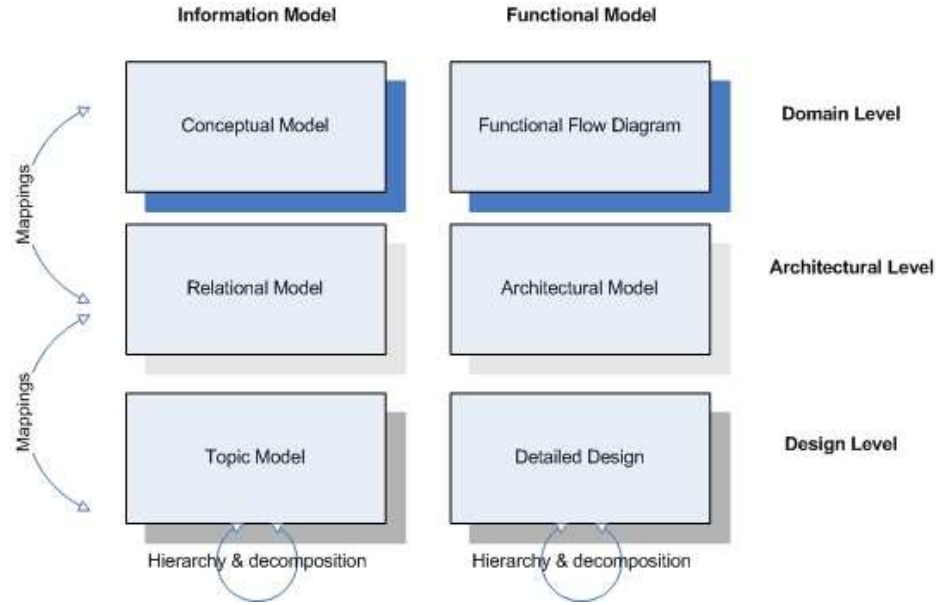 Information Model
Functional Model
Conceptual Model
Functional Flow Diagram
Domain Level
Mappings
Relational Model
Architectural Model
Architectural Level
Mappings
Topic Model
Detailed Design
Design Level
Hierarchy & decomposition
Hierarchy & decomposition